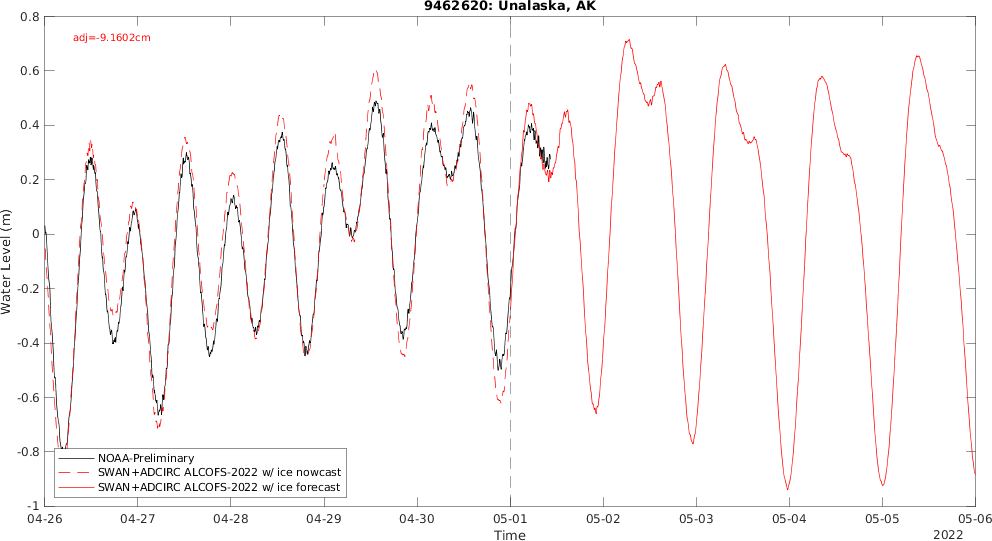 9462620: Unalaska, AK
adj=-9.1602cm
0.8
0.6
0.4
0.2
0
-0.2
-0.4
-0.6
-0.8
-1
Water Level (m)
NOAA-Preliminary
SWAN+ADCIRC ALCOFS-2022 w/ ice nowcast
SWAN+ADCIRC ALCOFS-2022 w/ ice forecast
04-26 04-27 04-28 04-29 04-30 05-01 05-02 05-03 05-04 05-05 05-06
Time
2022